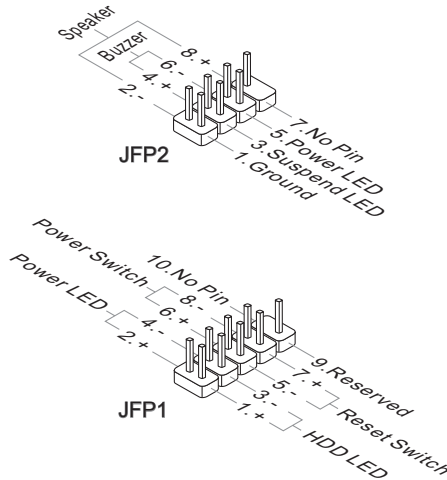 Speaker
Buzzer
8.+
6.-
4.+
2.-
7.No Pin
5.Power LED
3.Suspend LED
1.Ground
JFP2
Power Switch
Power LED
10.No Pin
8.-
6.+
4.-
2.+
9.Reserved
7.+
5.-
Reset Switch
3.-
1.+
HDD LED
JFP1